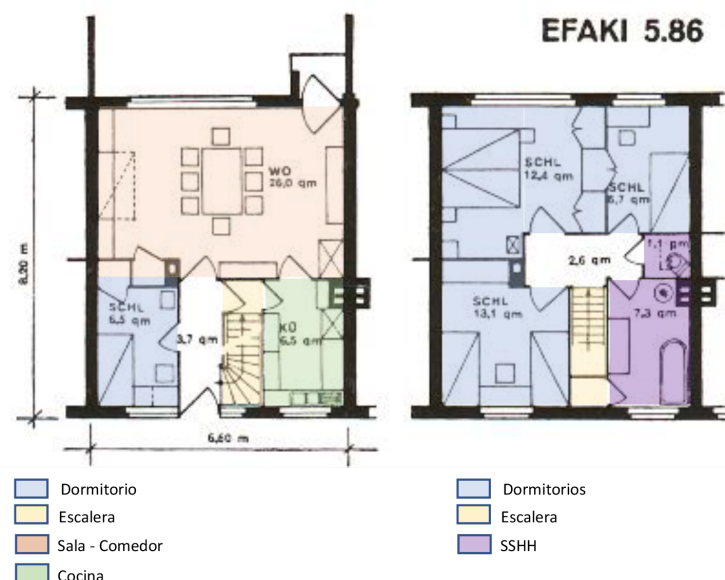 EFAKI 5.86
WO
26,0 qm
SCHL
12,4 qm
SCHL
6,7 qm
1,1 qm
2,6 qm
8,20 m
SCHL
6,5 qm
3,7 qm
KÜ
6,5 qm
SCHL
13,1 qm
7,3 qm
6,60 m
Dormitorio
Escalera
Sala - Comedor
Cocina
Dormitorios
Escalera
SSHH